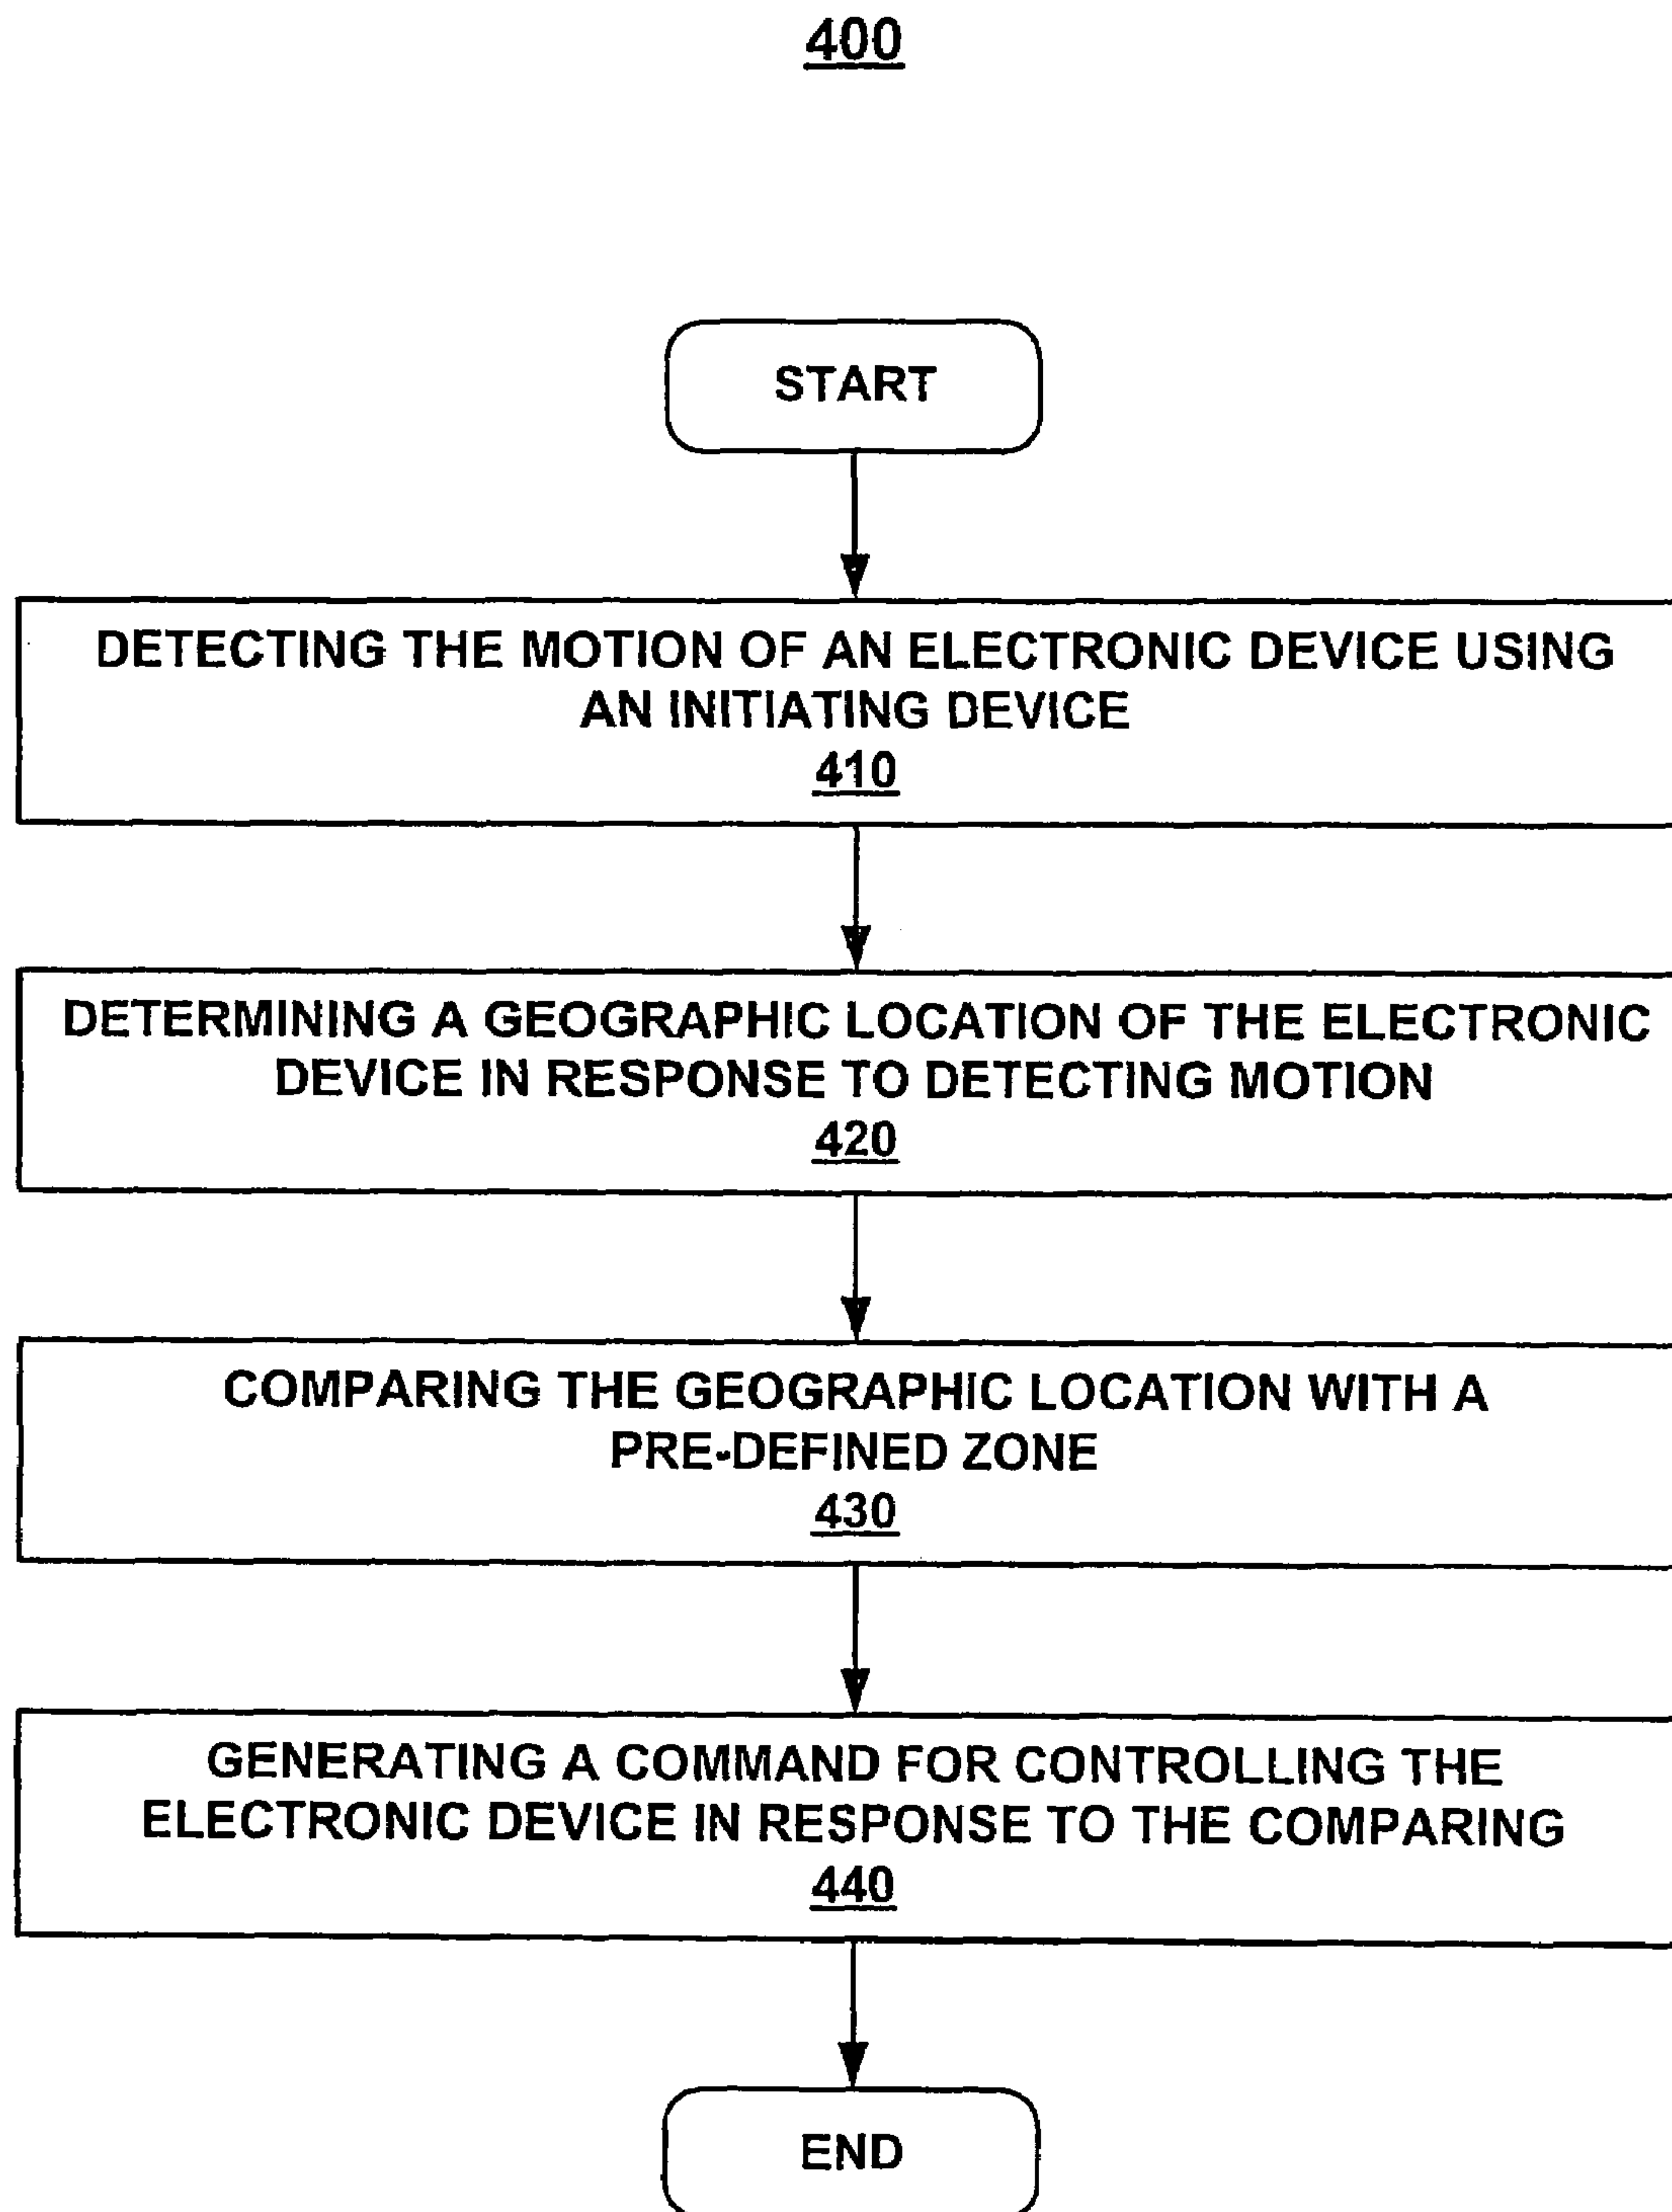 400
START
DETECTING THE MOTION OF AN ELECTRONIC DEVICE USING
AN INITIATING DEVICE
410
DETERMINING A GEOGRAPHIC LOCATION OF THE ELECTRONIC
DEVICE IN RESPONSE TO DETECTING MOTION
420
COMPARING THE GEOGRAPHIC LOCATION WITH A
PRE-DEFINED ZONE
430
GENERATING A COMMAND FOR CONTROLLING THE
ELECTRONIC DEVICE IN RESPONSE TO THE COMPARING
440
END